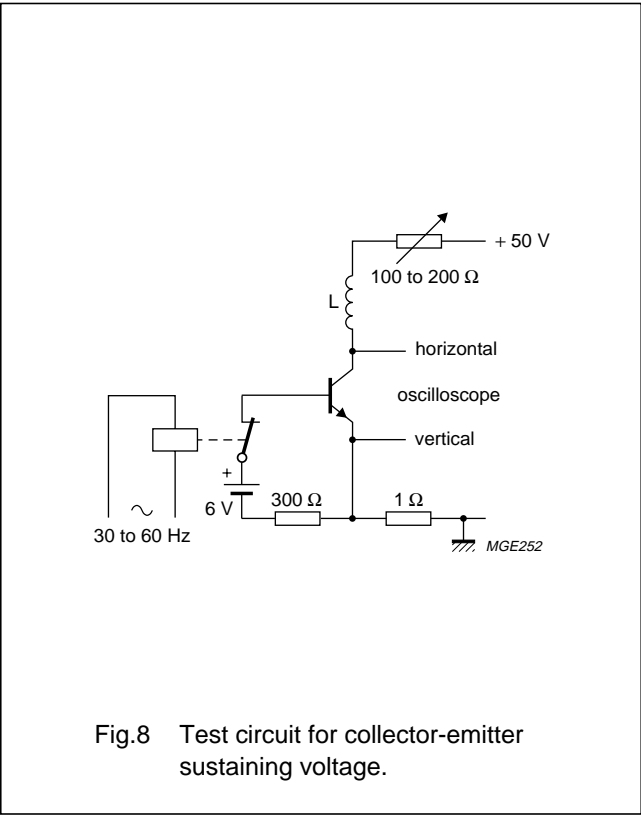 + 50 V
100 to 200 Ω
L
horizontal
oscilloscope
vertical
+
6 V
300 Ω
1 Ω
30 to 60 Hz
MGE252
Fig.8 Test circuit for collector-emitter
sustaining voltage.